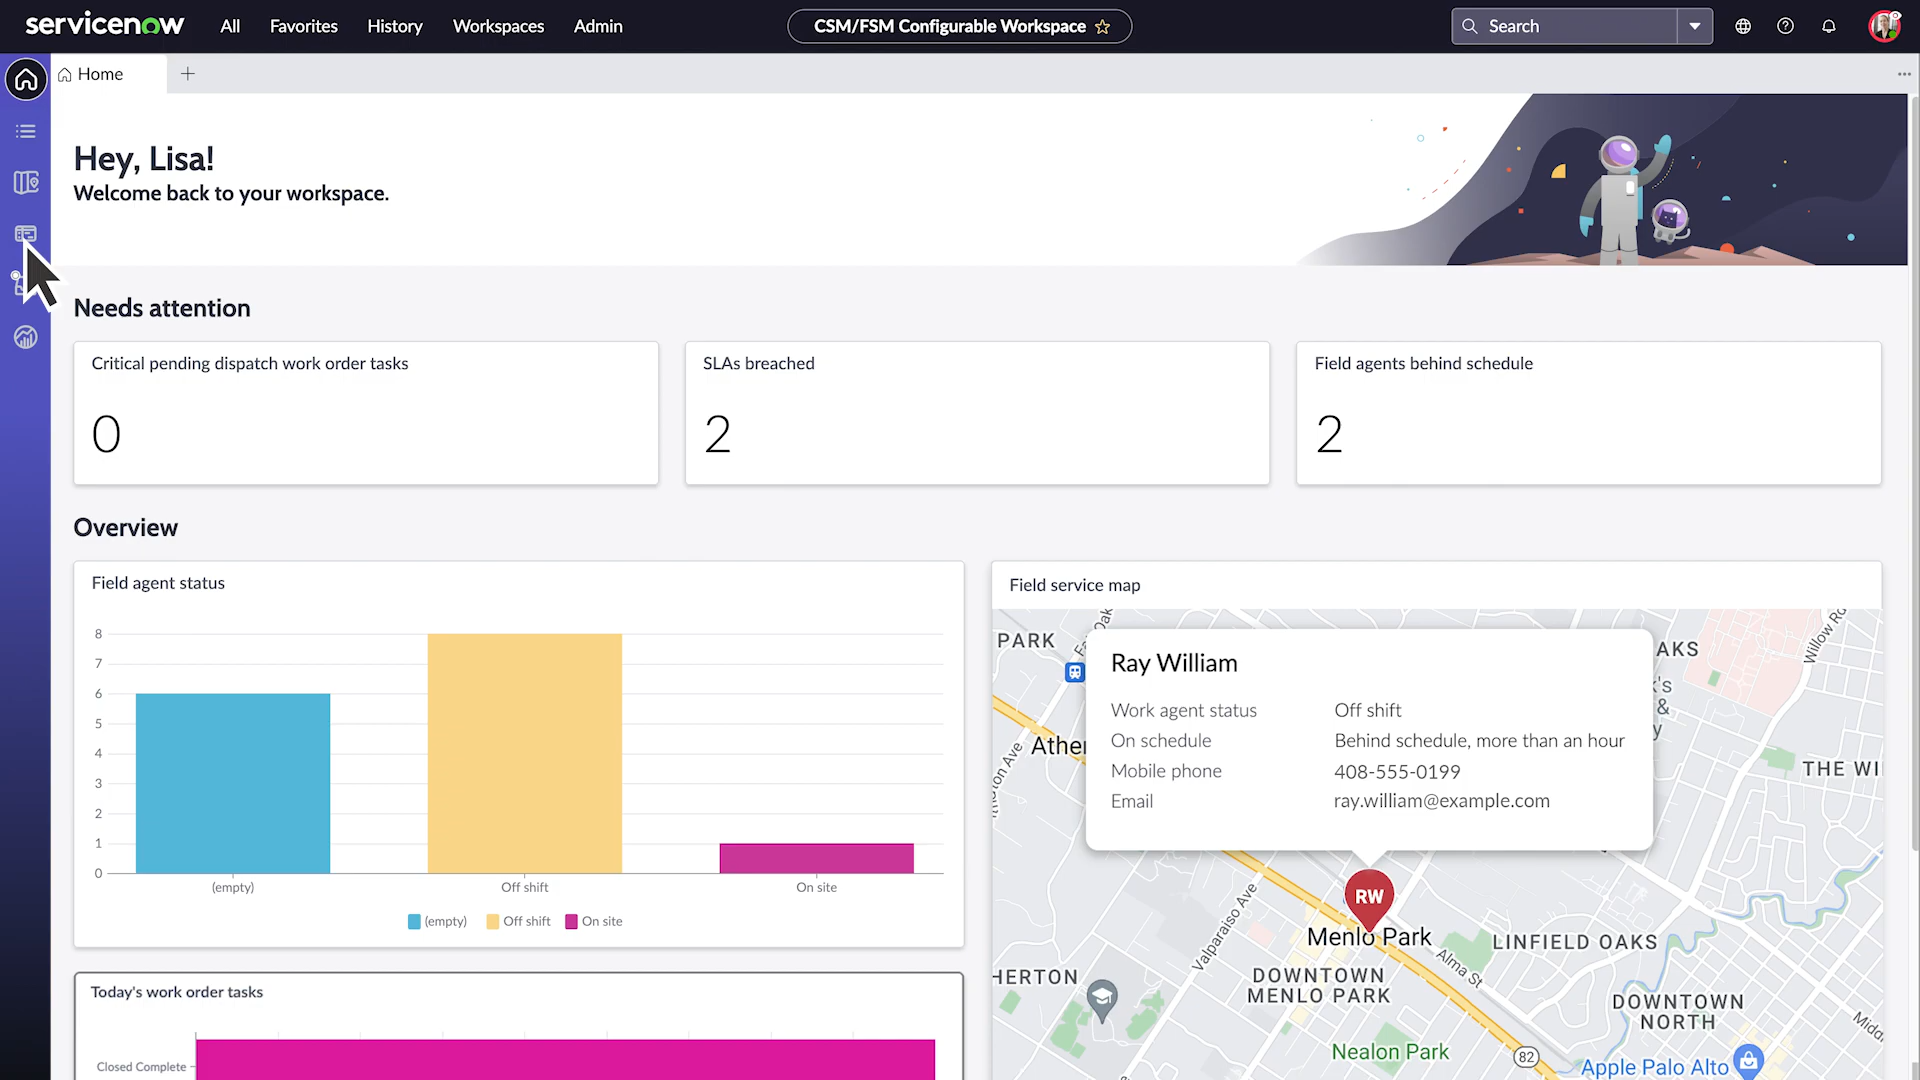 servicenow
All
Favorites
History
Workspaces
Admin
CSM/FSM Configurable Workspace
Search
Home
Hey, Lisa!
Welcome back to your workspace.
Needs attention
Critical pending dispatch work order tasks
0
SLAs breached
2
Field agents behind schedule
2
Overview
Field agent status
8
7
6
5
4
3
2
1
0
(empty)
Off shift
On site
(empty)
Off shift
On site
Today's work order tasks
Closed Complete
Field service map
Ray William
Work agent status
Off shift
On schedule
Behind schedule, more than an hour
Mobile phone
408-555-0199
Email
ray.william@example.com
PARK
Willow Rd
THE WI
Valparaiso Ave
RW
Menlo Park
Alma St
LINFIELD OAKS
DOWNTOWN
MENLO PARK
DOWNTOWN
NORTH
Nealon Park
82
Apple Palo Alto